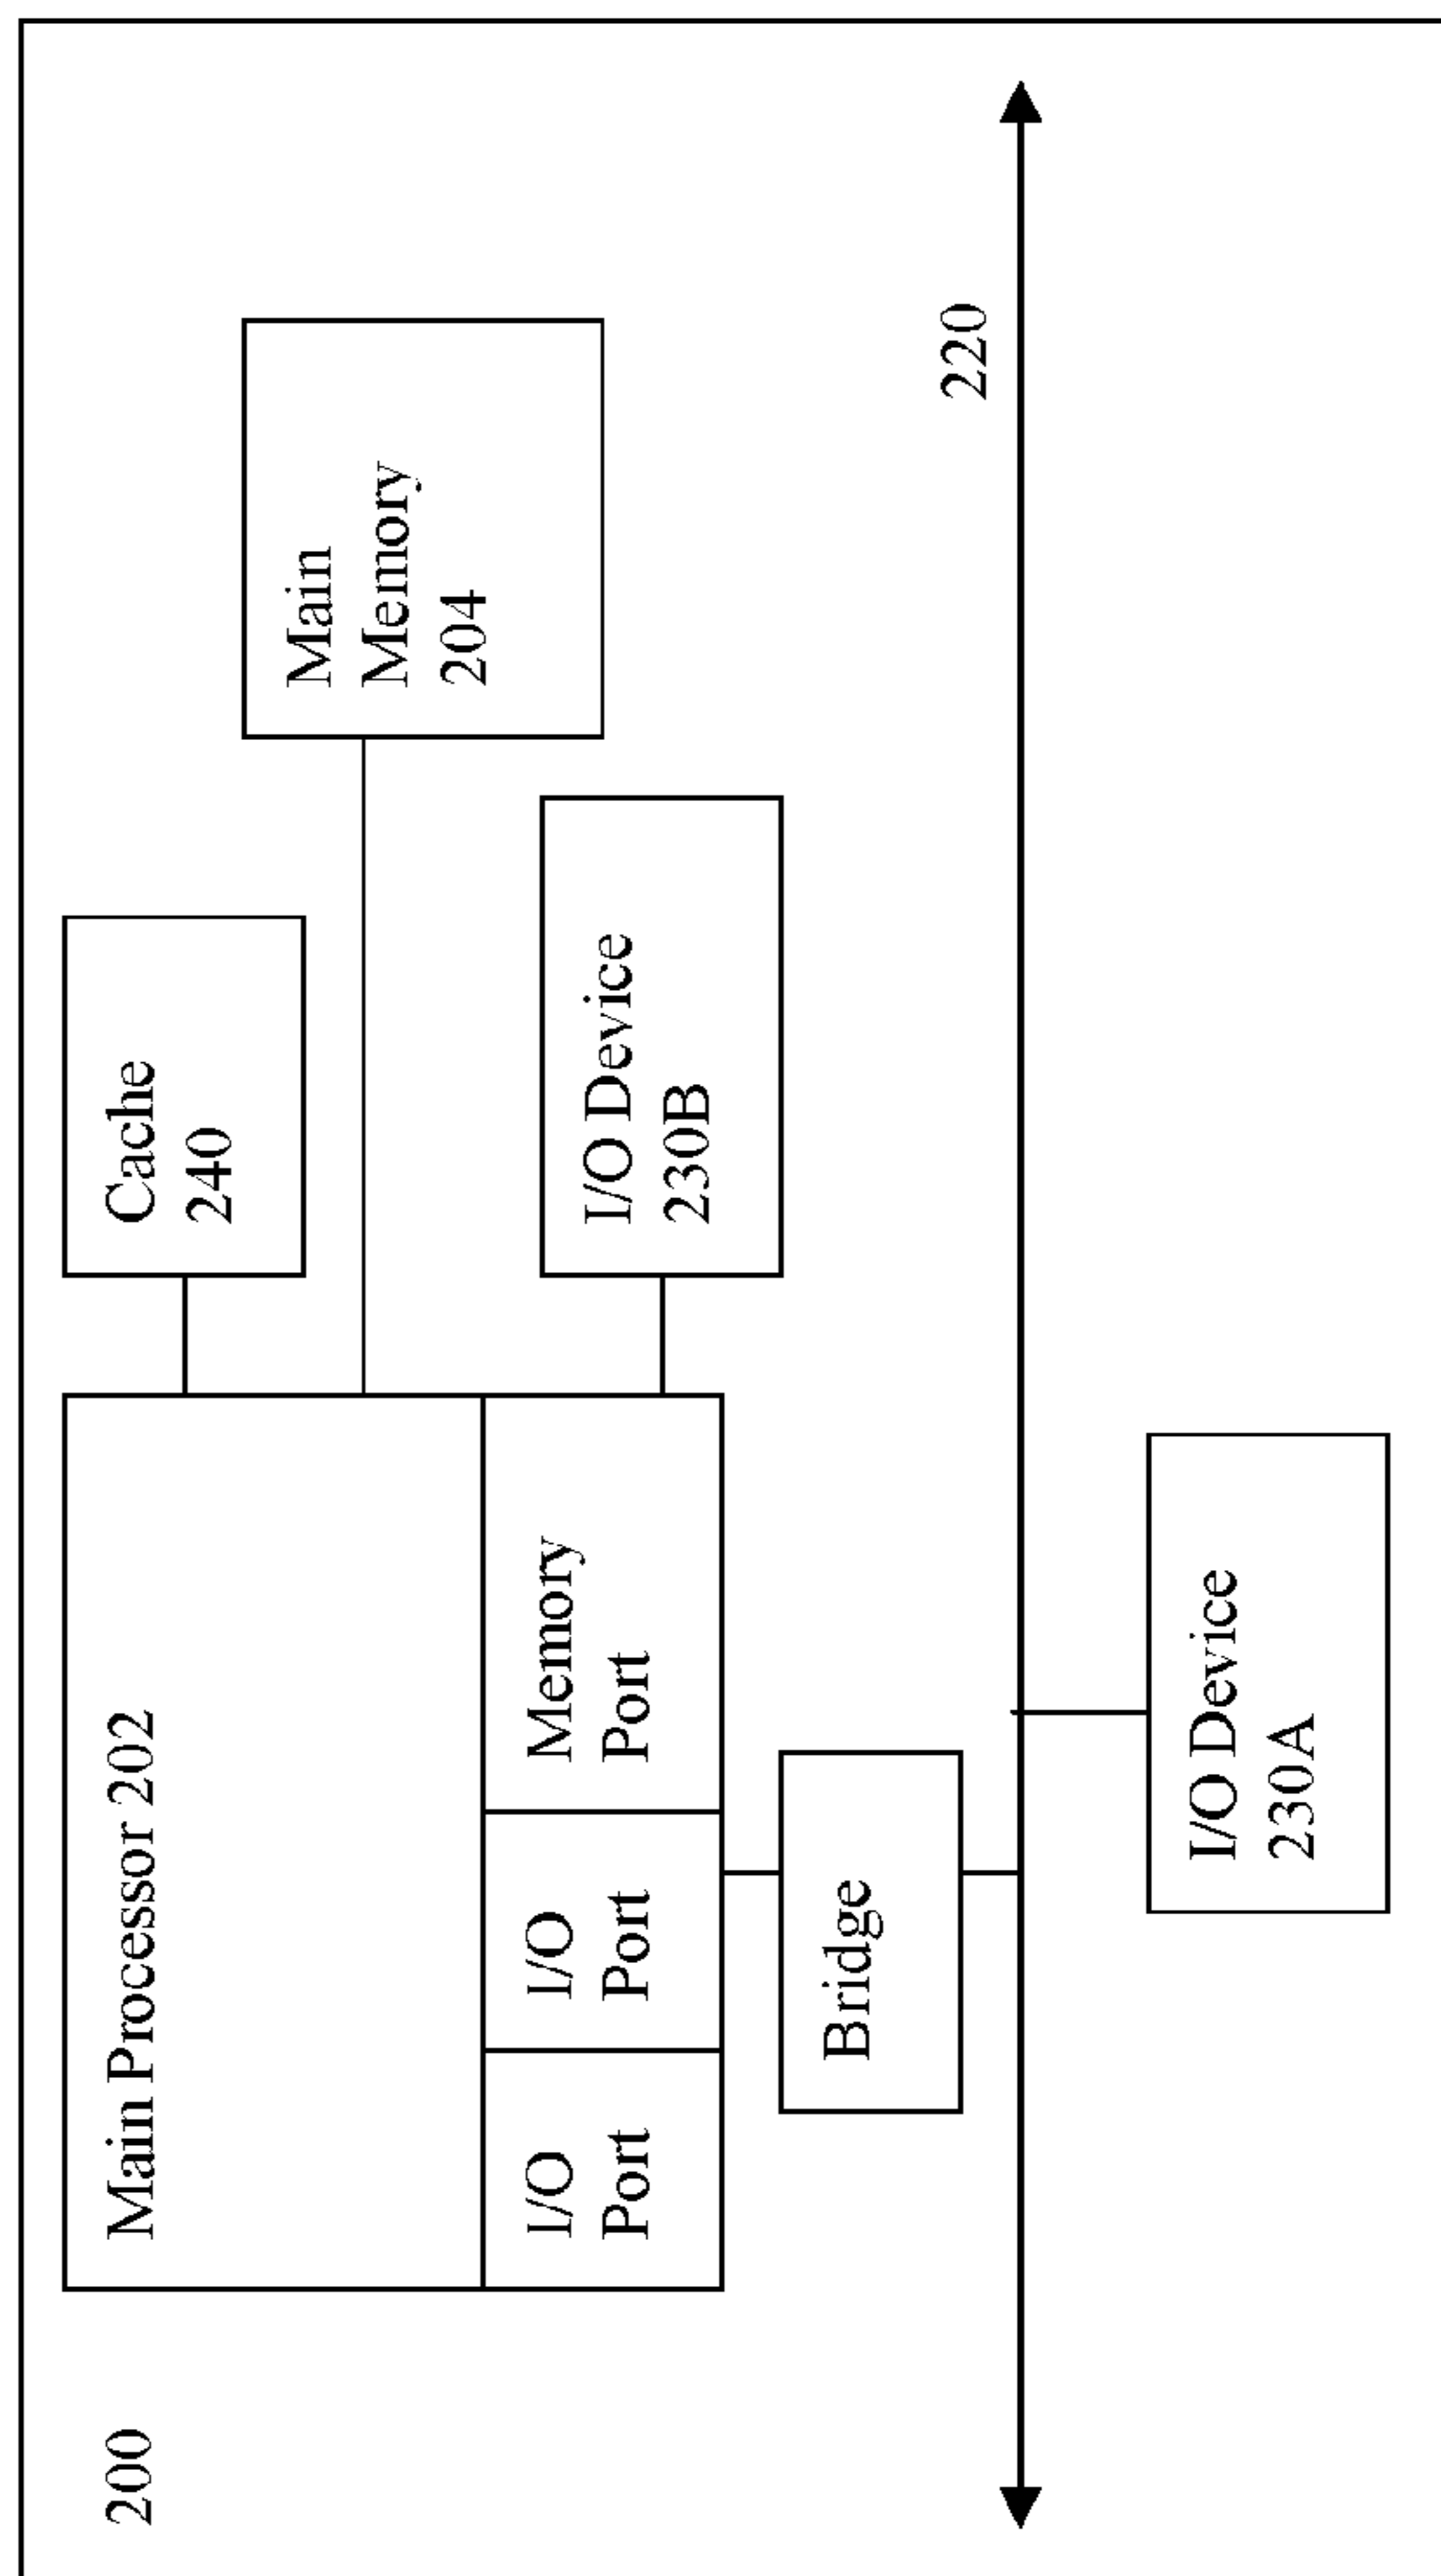 200
Main Processor 202
I/O
Port
I/O
Port
Memory
Port
Cache
240
Main
Memory
204
I/O Device
230B
Bridge
220
I/O Device
230A